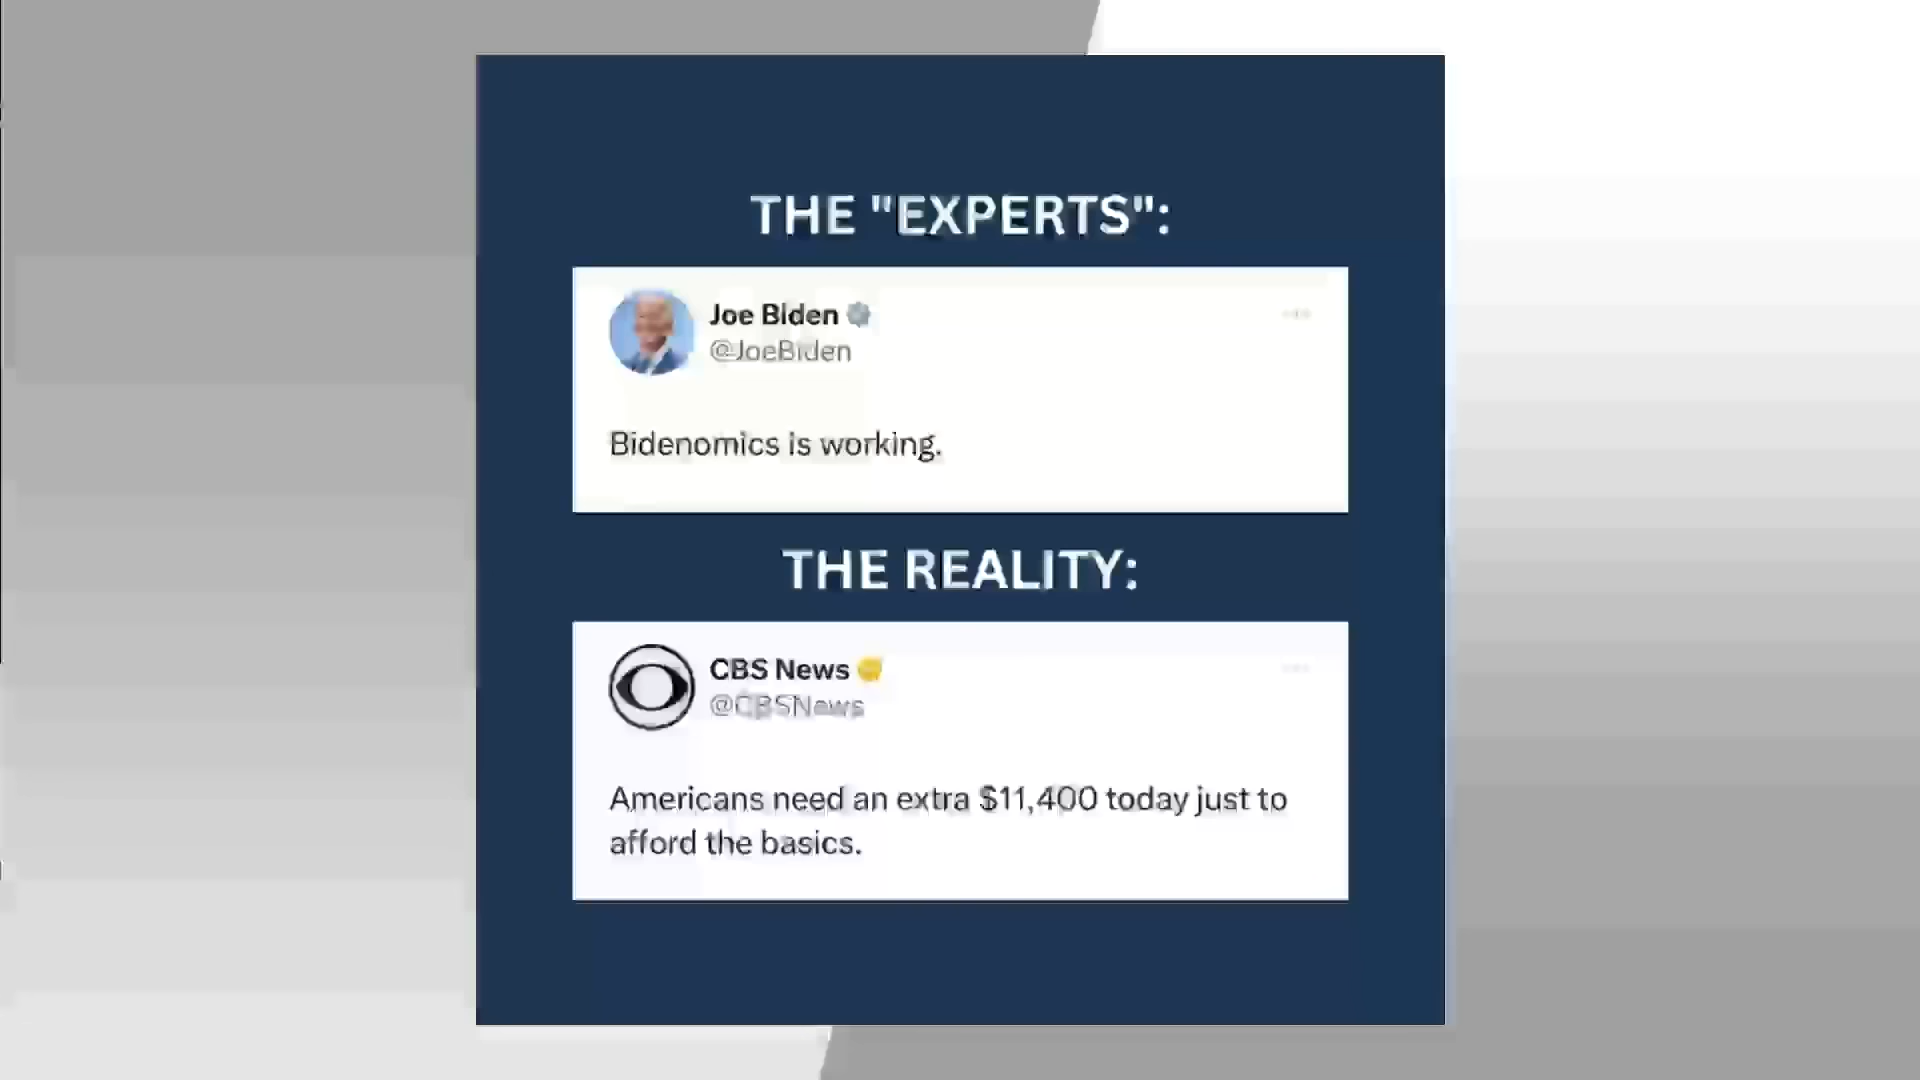 THE "EXPERTS":
Joe Biden
@JoeBiden
Bidenomics is working.
THE REALITY:
CBS News
@CBSNews
Americans need an extra $11,400 today just to
afford the basics.